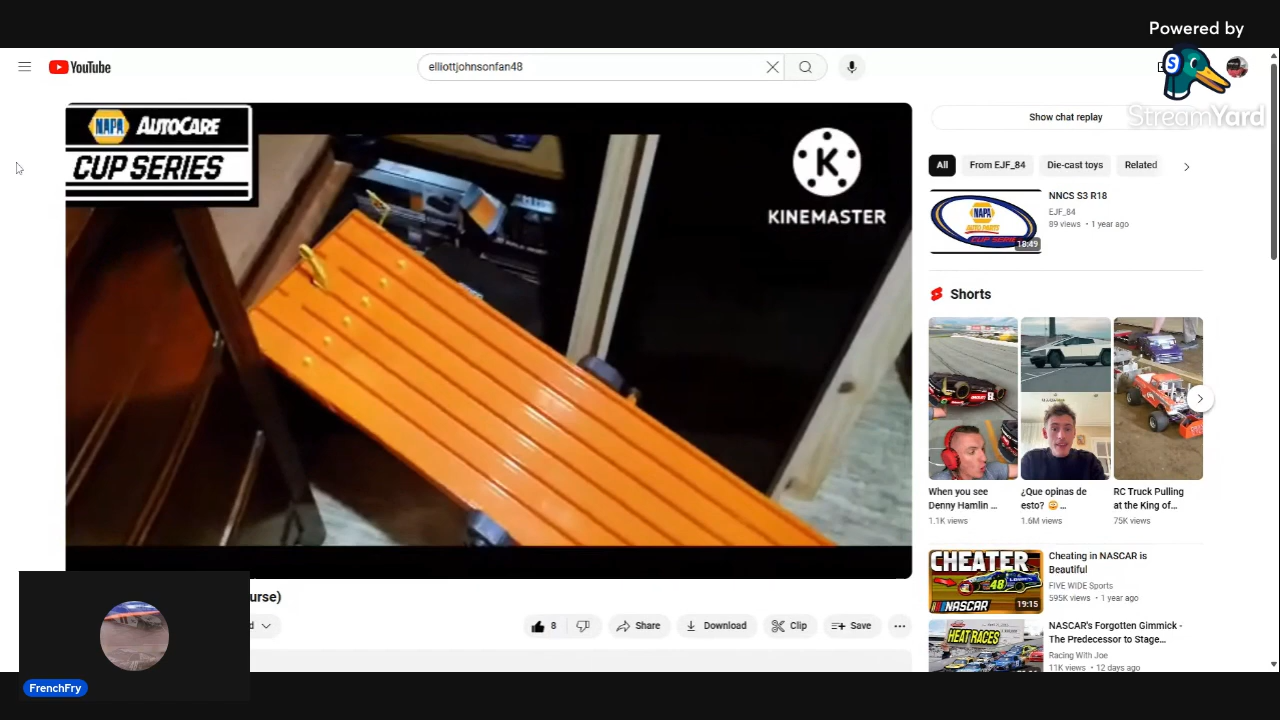 Powered by
YouTube
elliottjohnsonfan48
StreamYard
NAPA AUTOCARE
CUP SERIES
K
KINEMASTER
Show chat replay
All
From EJF_84
Die-cast toys
Related
NAPA
AUTO PARTS
CUP SERIES
18:49
NNCS S3 R18
EJF_84
89 views • 1 year ago
Shorts
When you see
Denny Hamlin ...
1.1K views
¿Que opinas de
esto? 😳 ...
1.6M views
RC Truck Pulling
at the King of...
75K views
CHEATER
48
NASCAR
19:15
Cheating in NASCAR is
Beautiful
FIVE WIDE Sports
595K views • 1 year ago
HEAT RACES
NASCAR's Forgotten Gimmick -
The Predecessor to Stage...
Racing With Joe
11K views • 12 days ago
urse)
8
Share
Download
Clip
Save
FrenchFry